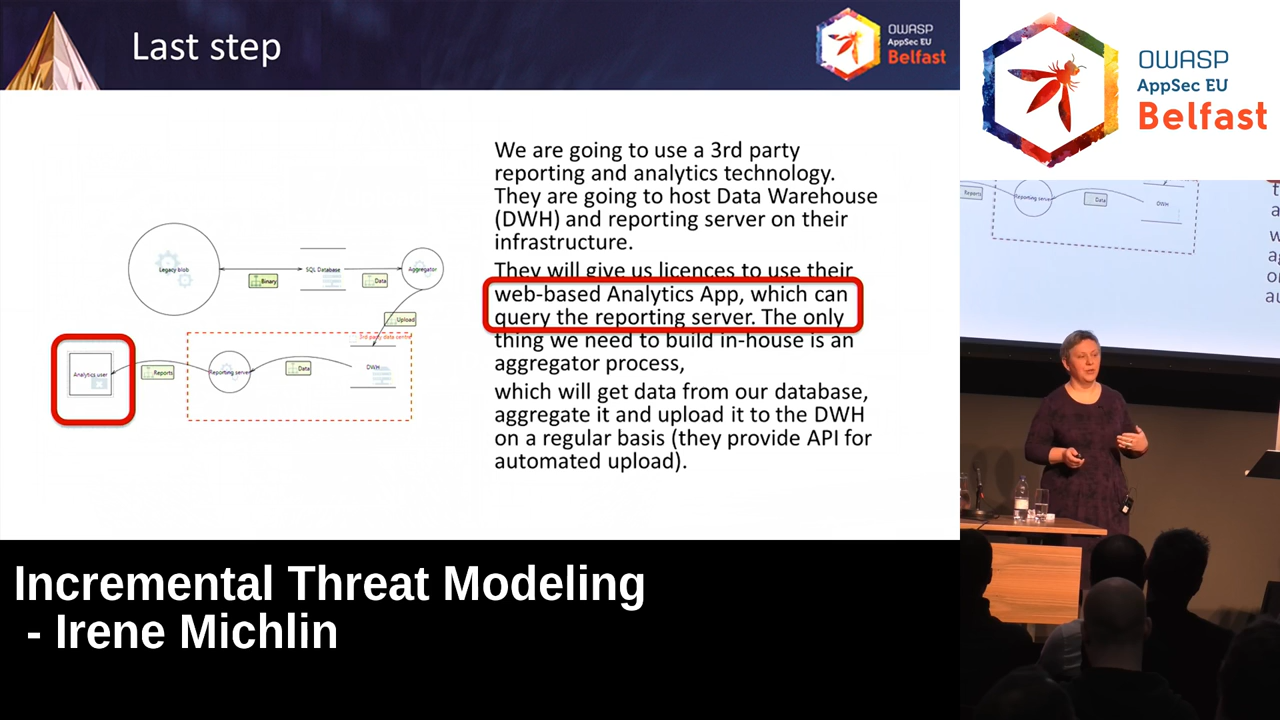 Last step
OWASP
AppSec EU
Belfast
OWASP
AppSec EU
Belfast
We are going to use a 3rd party
reporting and analytics technology.
They are going to host Data Warehouse
(DWH) and reporting server on their
infrastructure.
They will give us licences to use their
web-based Analytics App, which can
query the reporting server. The only
thing we need to build in-house is an
aggregator process,
which will get data from our database,
aggregate it and upload it to the DWH
on a regular basis (they provide API for
automated upload).
Legacy blob
Binary
SQL Database
Data
Aggregator
Upload
3rd party data centre
Analytics user
Reports
Reporting server
Data
DWH
Reports
Reporting server
Data
DWH
Incremental Threat Modeling
- Irene Michlin